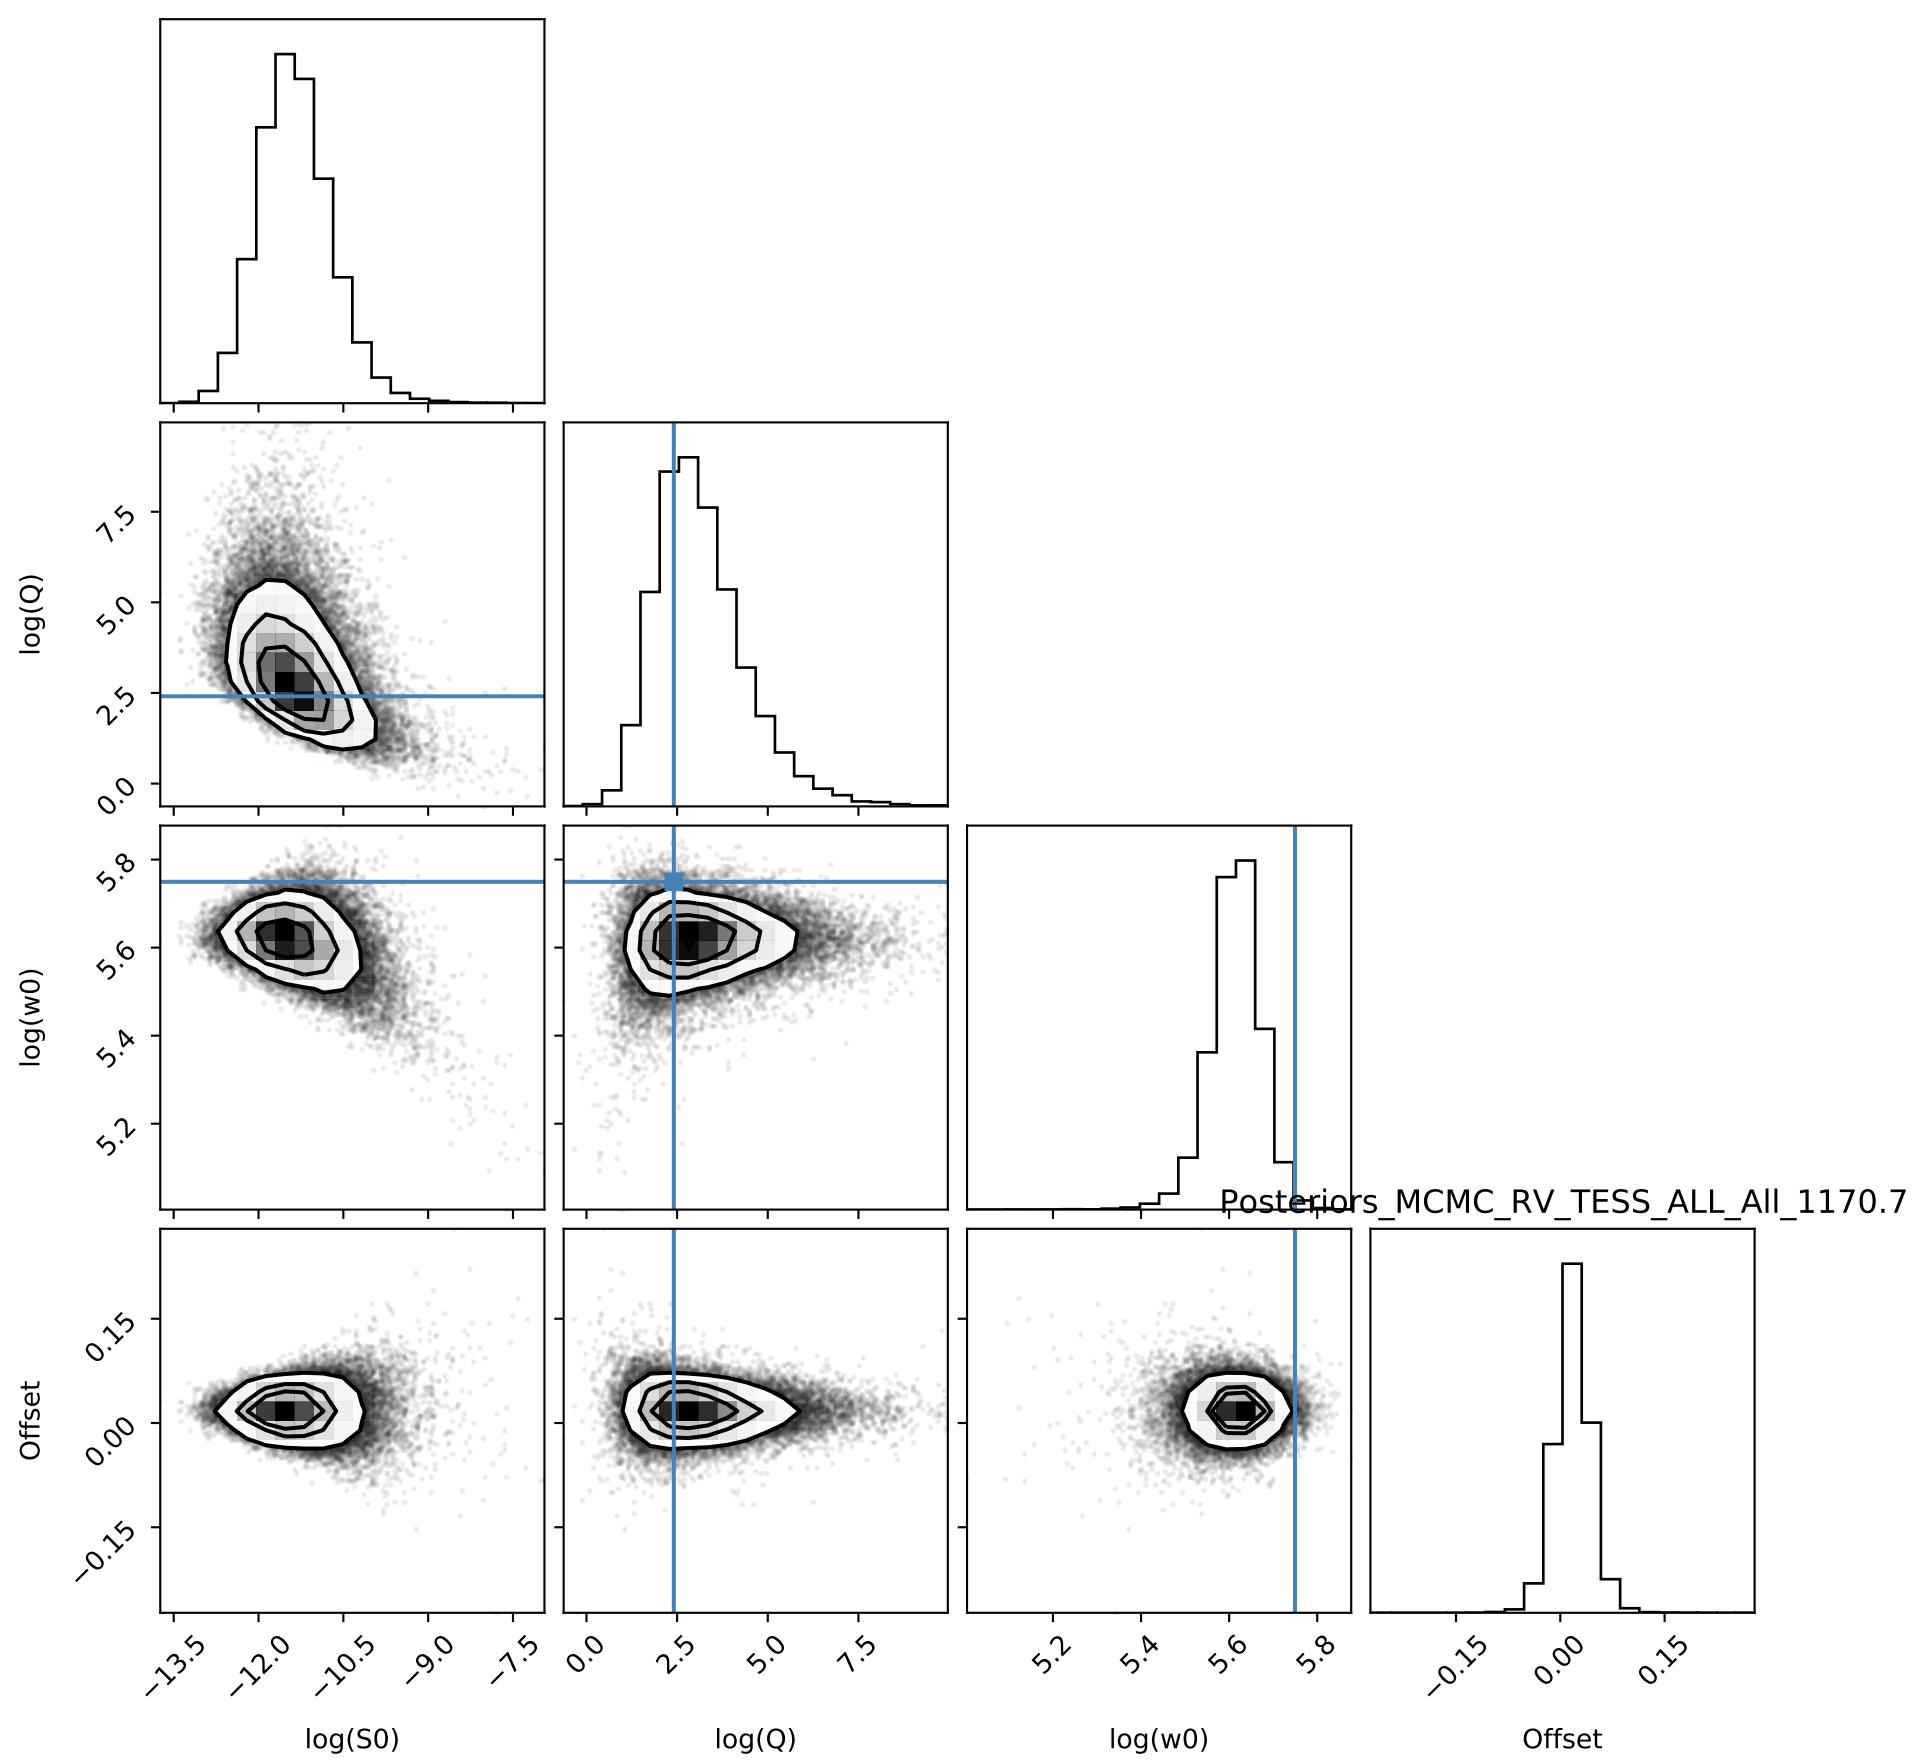 log(Q)
7.5
5.0
2.5
0.0
log(w0)
5.8
5.6
5.4
5.2
Posteriors_MCMC_RV_TESS_ALL_All_1170.7
Offset
0.15
0.00
−0.15
−13.5 −12.0 −10.5 −9.0 −7.5 0.0 2.5 5.0 7.5 5.2 5.4 5.6 5.8 −0.15 0.00 0.15
log(S0) log(Q) log(w0) Offset